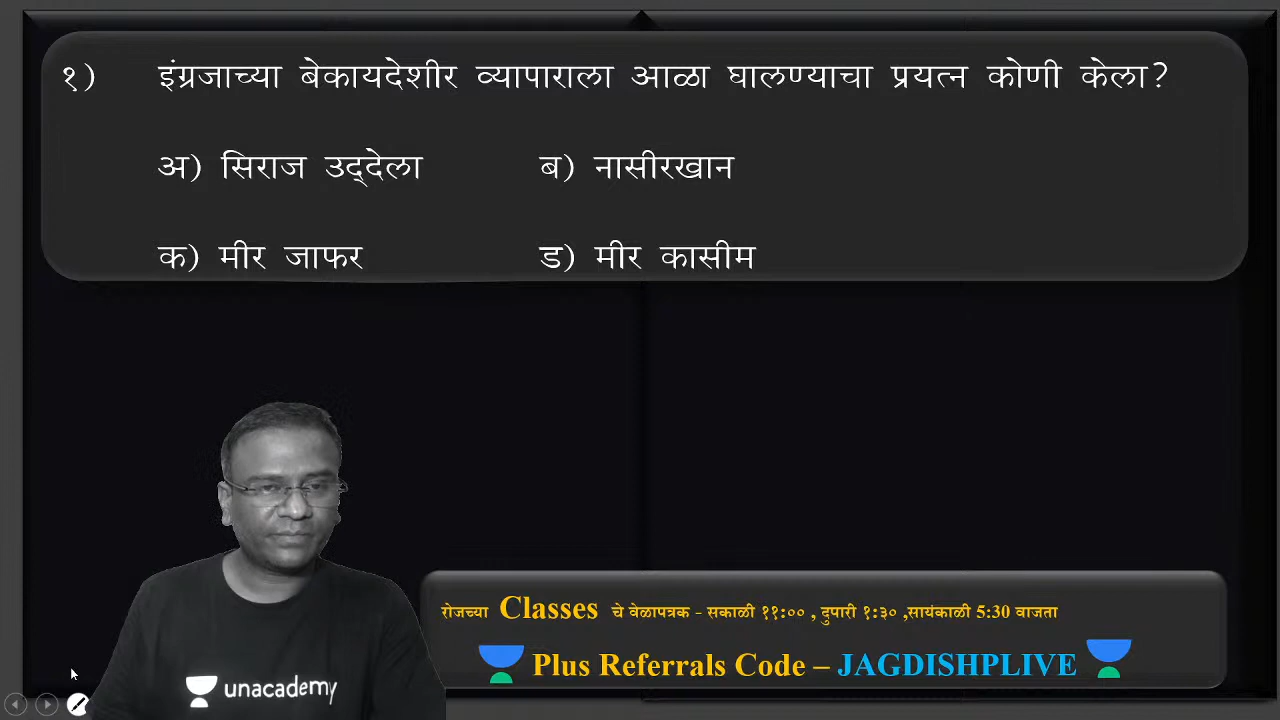 १) इंग्रजाच्या बेकायदेशीर व्यापाराला आळा घालण्याचा प्रयत्न कोणी केला?
अ) सिराज उद्‌देला ब) नासीरखान
क) मीर जाफर ड) मीर कासीम
रोजच्या Classes चे वेळापत्रक - सकाळी ११:०० , दुपारी १:३० ,सायंकाळी 5:30 वाजता
Plus Referrals Code – JAGDISHPLIVE
unacademy